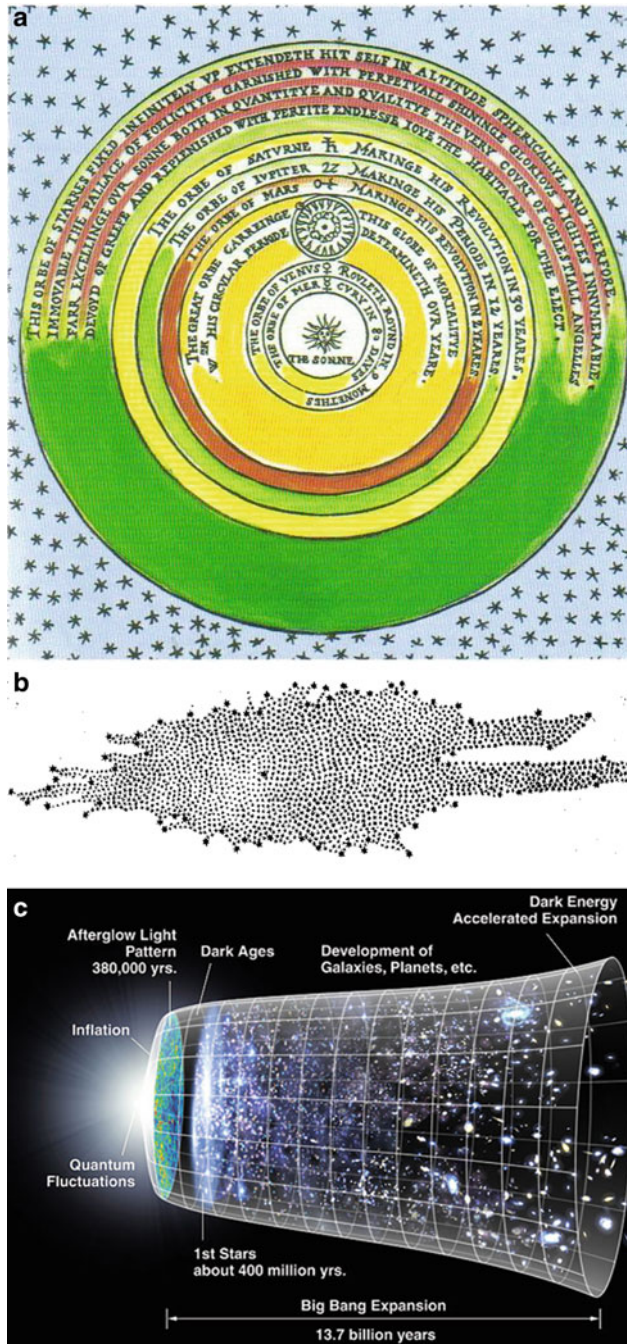 a
THIS ORBE OF STARRES FIXED INFINITELY VP EXTENDETH HIT SELF IN ALTITVDE SPHERICALLYE, AND THEREFORE
IMMOVABLE THE PALLACE OF FOELICITYE GARNISHED WITH PERPETVALL SHININGE GLORIOVS LIGHTES INNVMERABLE.
FARR EXCELLINGE OVR SONNE BOTH IN QVANTITYE AND QVALITYE THE VERY COVRT OF COELESTIALL ANGELLES
DEVOYD OF GREEFE AND REPLENISHED WITH PERFITE ENDLESSE IOYE THE HABITACLE FOR THE ELECT.
THE ORBE OF SATVRNE ♄ MAKINGE HIS REVOLVTION IN 30 YEARES.
THE ORBE OF IVPITER ♃ MAKINGE HIS PERIODE IN 12 YEARES
THE ORBE OF MARS ♂ MAKINGE HIS REVOLVTION IN 2 YEARES
THE GREAT ORBE CARREINGE THIS GLOBE OF MORTALITYE
HIS CIRCVLAR PERIODE DETERMINETH OVR YEARES.
THE ORBE OF VENVS ♀ ROVLETH ROVND IN 9 MONETHES
THE ORBE OF MERCVRY IN 80 DAYES
THE SONNE
b
c
Dark Energy
Accelerated Expansion
Afterglow Light
Pattern
380,000 yrs.
Dark Ages
Development of
Galaxies, Planets, etc.
Inflation
Quantum
Fluctuations
1st Stars
about 400 million yrs.
Big Bang Expansion
13.7 billion years